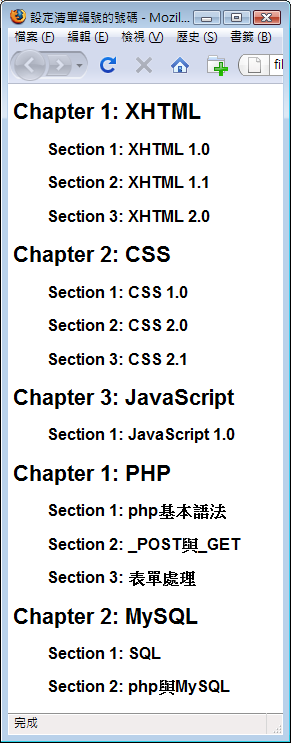 設定清單編號的號碼 - Mozil...
檔案 (F) 編輯 (E) 檢視 (V) 歷史 (S) 書籤 (B)
fil
Chapter 1: XHTML
Section 1: XHTML 1.0
Section 2: XHTML 1.1
Section 3: XHTML 2.0
Chapter 2: CSS
Section 1: CSS 1.0
Section 2: CSS 2.0
Section 3: CSS 2.1
Chapter 3: JavaScript
Section 1: JavaScript 1.0
Chapter 1: PHP
Section 1: php基本語法
Section 2: _POST與_GET
Section 3: 表單處理
Chapter 2: MySQL
Section 1: SQL
Section 2: php與MySQL
完成